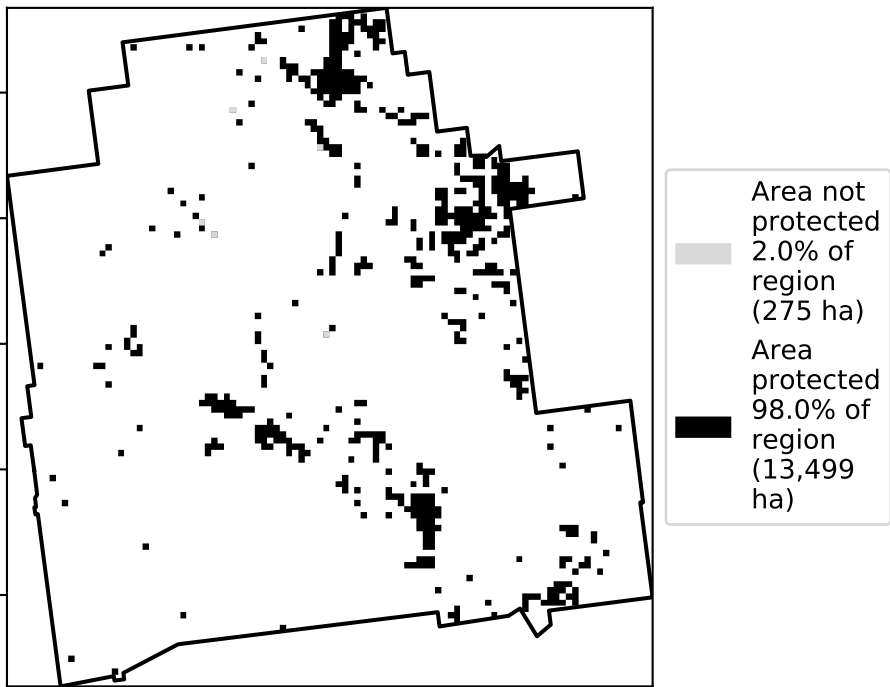 Area not
protected
2.0% of
region
(275 ha)
Area
protected
98.0% of
region
(13,499
ha)